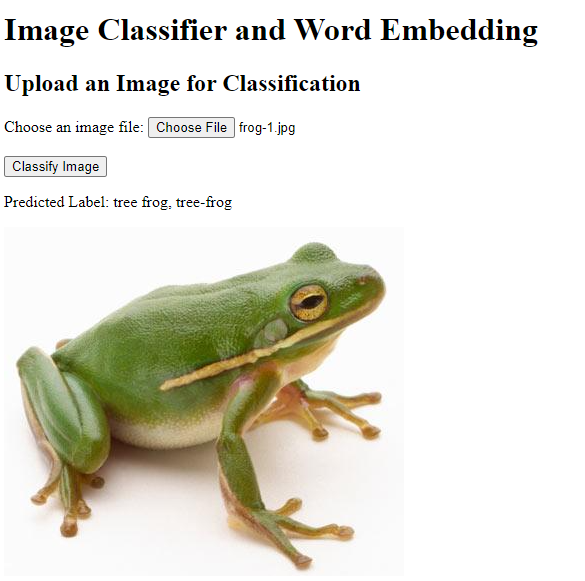 Image Classifier and Word Embedding
Upload an Image for Classification
Choose an image file: Choose File frog-1.jpg
Classify Image
Predicted Label: tree frog, tree-frog